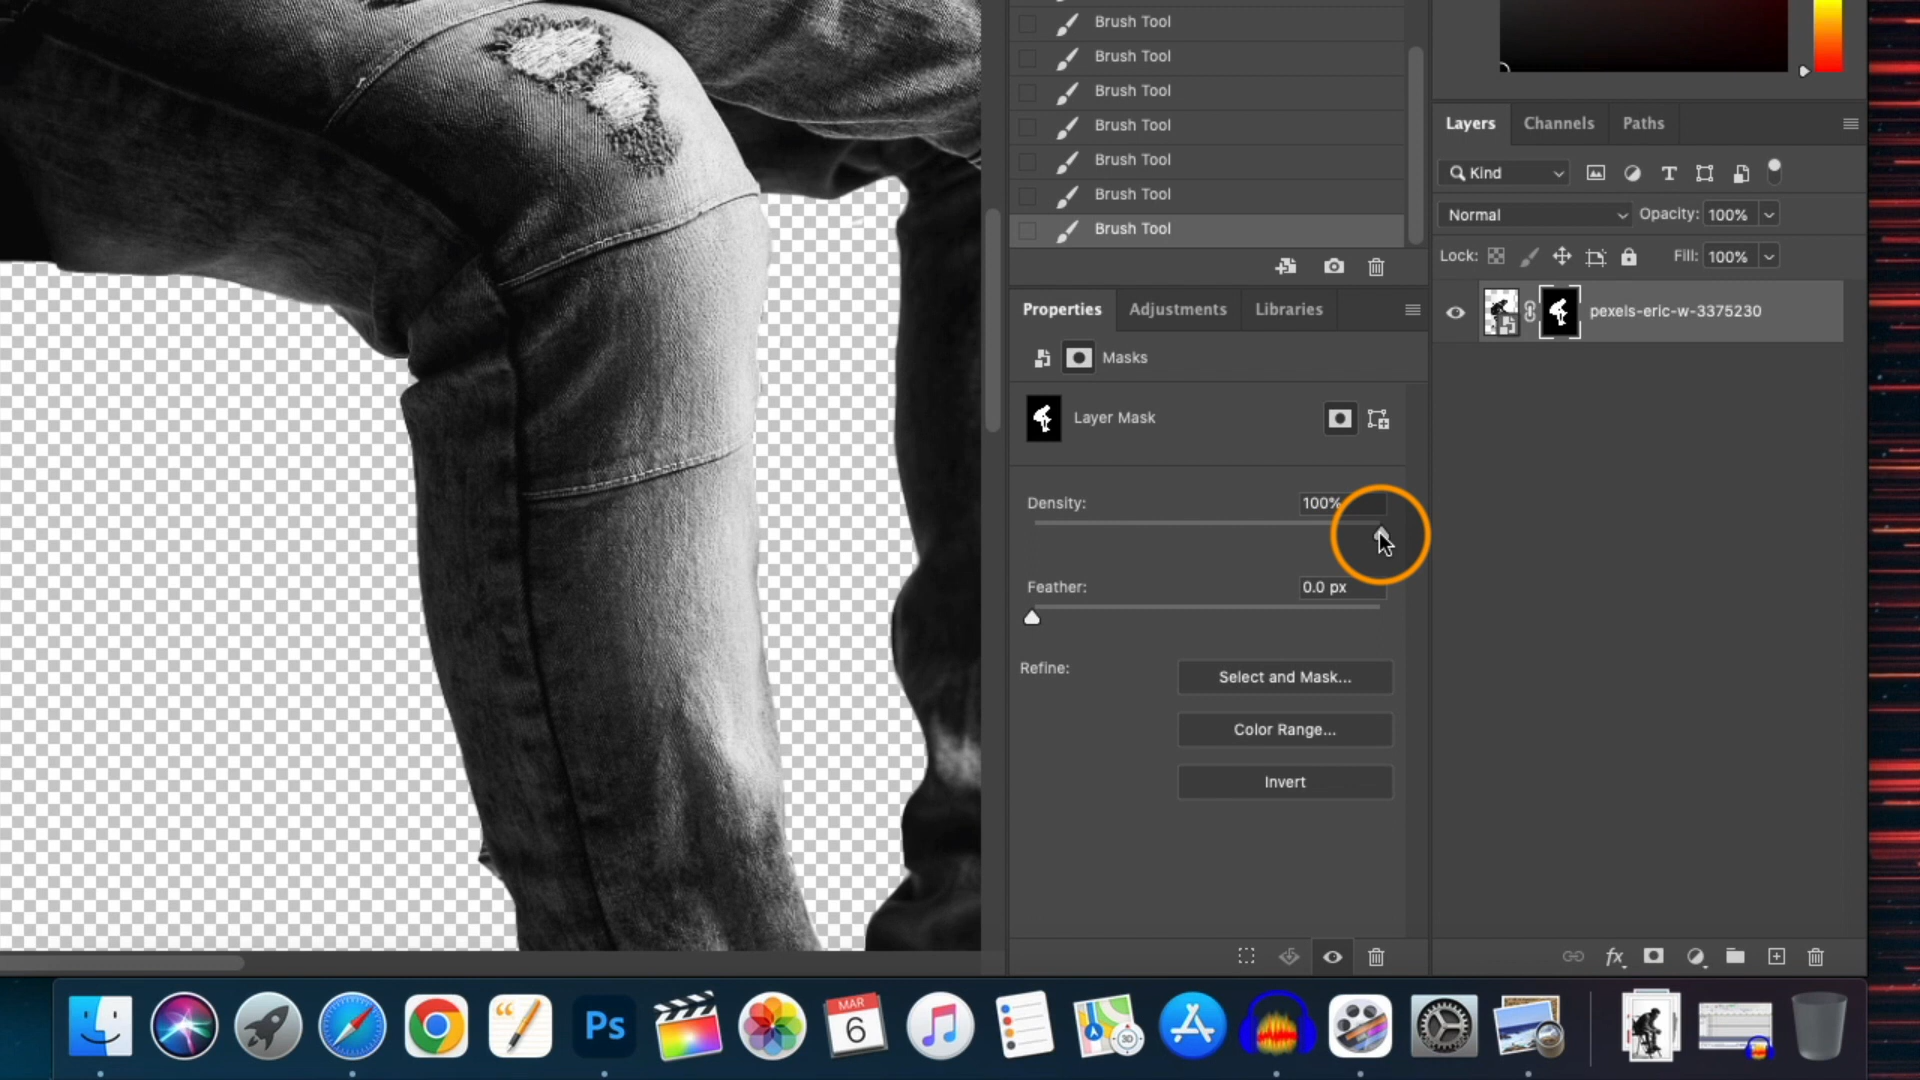 Brush Tool
Brush Tool
Brush Tool
Brush Tool
Brush Tool
Brush Tool
Brush Tool
Properties Adjustments Libraries
Masks
Layer Mask
Density: 100%
Feather: 0.0 px
Refine:
Select and Mask...
Color Range...
Invert
Layers Channels Paths
Kind
Normal Opacity: 100%
Lock: Fill: 100%
pexels-eric-w-3375230
fx
Ps
MAR
6
3D